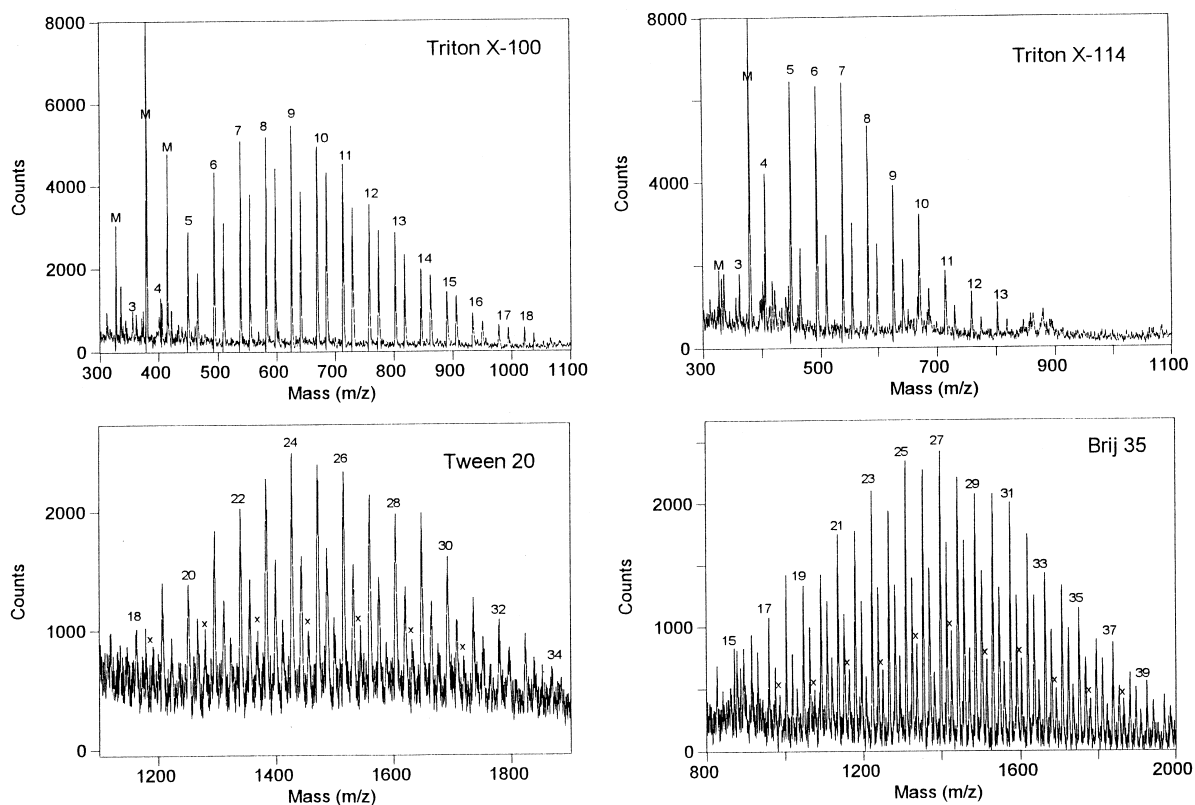 Triton X-100
8000
6000
4000
2000
0
Counts
M
M
M
3
4
5
6
7
8
9
10
11
12
13
14
15
16
17
18
300 400 500 600 700 800 900 1000 1100
Mass (m/z)
Triton X-114
8000
4000
0
Counts
M
M
3
4
5
6
7
8
9
10
11
12
13
300 500 700 900 1100
Mass (m/z)
Tween 20
2000
1000
0
Counts
18
20
22
24
26
28
30
32
34
x
x
x
x
x
x
x
1200 1400 1600 1800
Mass (m/z)
Brij 35
2000
1000
0
Counts
15
17
19
21
23
25
27
29
31
33
35
37
39
x
x
x
x
x
x
x
x
x
x
x
800 1200 1600 2000
Mass (m/z)